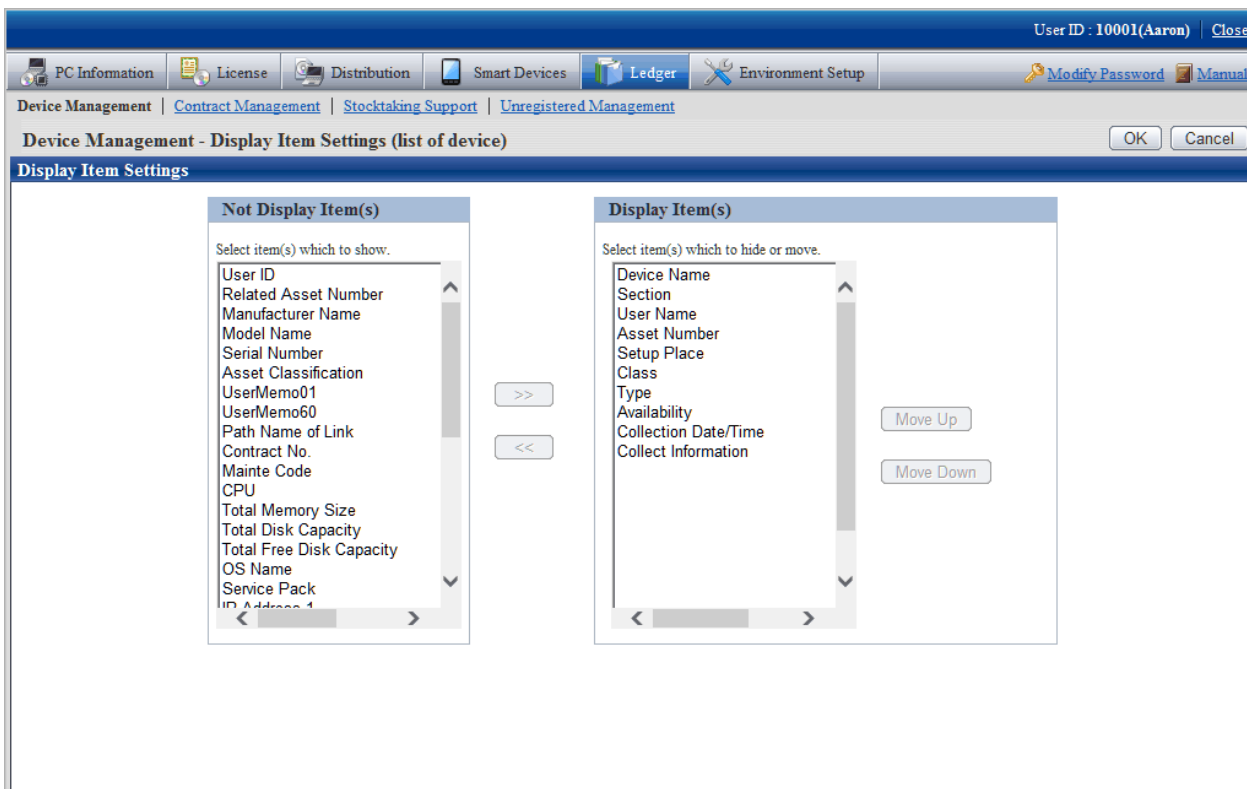 User ID : 10001(Aaron) Close
PC Information License Distribution Smart Devices Ledger Environment Setup Modify Password Manual
Device Management | Contract Management | Stocktaking Support | Unregistered Management
Device Management - Display Item Settings (list of device) OK Cancel
Display Item Settings
Not Display Item(s)
Select item(s) which to show.
User ID
Related Asset Number
Manufacturer Name
Model Name
Serial Number
Asset Classification
UserMemo01
UserMemo60
Path Name of Link
Contract No.
Mainte Code
CPU
Total Memory Size
Total Disk Capacity
Total Free Disk Capacity
OS Name
Service Pack
IP Address 1
>>
<<
Display Item(s)
Select item(s) which to hide or move.
Device Name
Section
User Name
Asset Number
Setup Place
Class
Type
Availability
Collection Date/Time
Collect Information
Move Up
Move Down